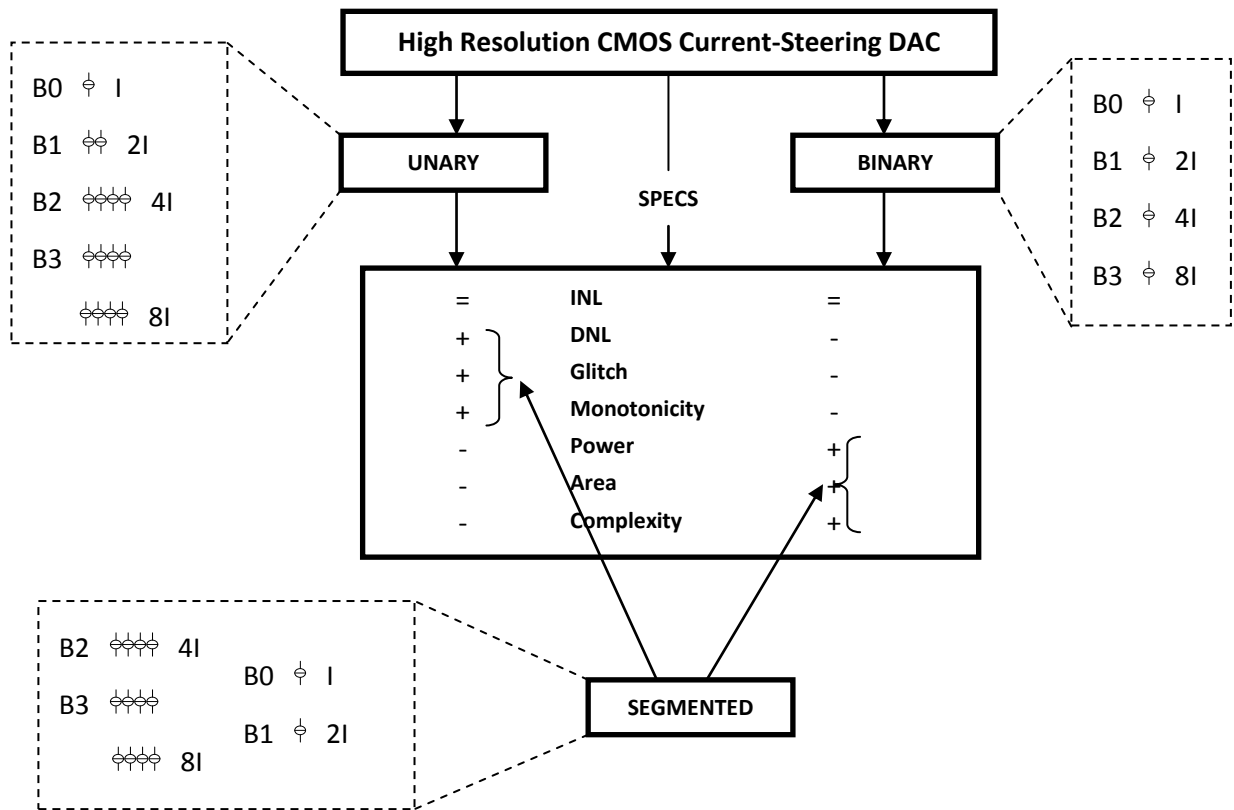 High Resolution CMOS Current-Steering DAC
B0 I
B1 2I
B2 4I
B3
8I
UNARY
BINARY
B0 I
B1 2I
B2 4I
B3 8I
SPECS
= INL =
+ DNL -
+ Glitch -
+ Monotonicity -
- Power +
- Area +
- Complexity +
B2 4I
B3
8I
B0 I
B1 2I
SEGMENTED